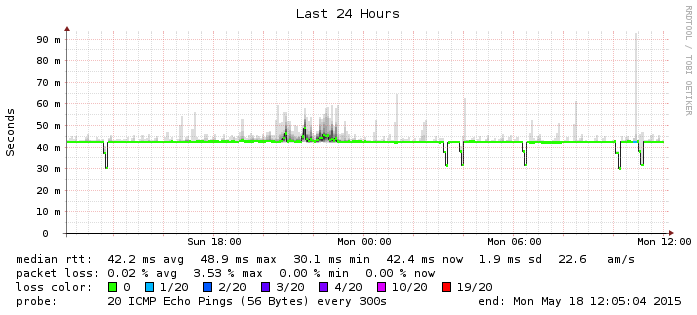 Last 24 Hours
RRDTOOL / TOBI OETIKER
Seconds
90 m
80 m
70 m
60 m
50 m
40 m
30 m
20 m
10 m
0
Sun 18:00 Mon 00:00 Mon 06:00 Mon 12:00
median rtt: 42.2 ms avg 48.9 ms max 30.1 ms min 42.4 ms now 1.9 ms sd 22.6 am/s
packet loss: 0.02 % avg 3.53 % max 0.00 % min 0.00 % now
loss color: 0 1/20 2/20 3/20 4/20 10/20 19/20
probe: 20 ICMP Echo Pings (56 Bytes) every 300s end: Mon May 18 12:05:04 2015